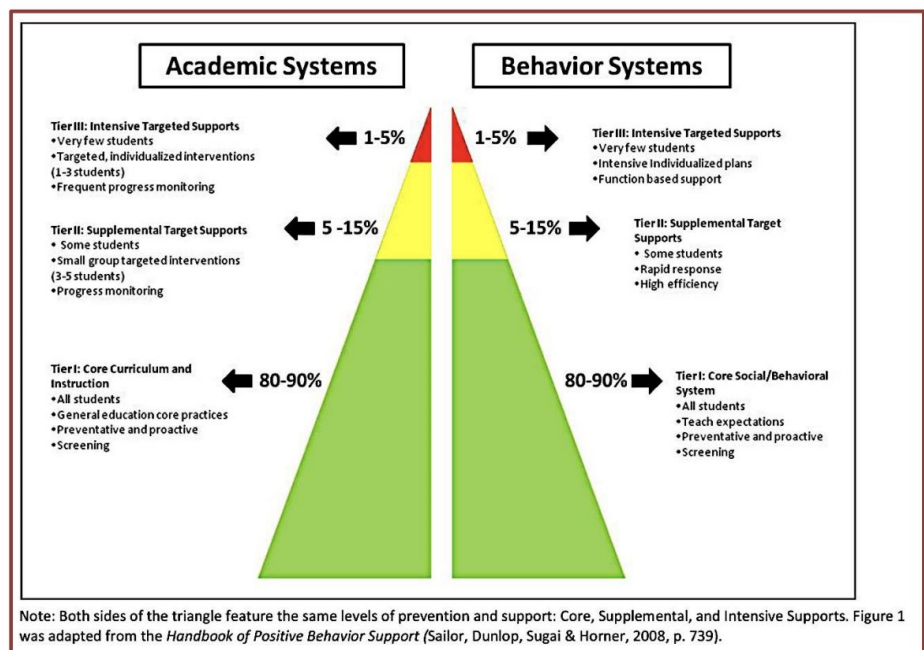 Academic Systems
Behavior Systems
Tier III: Intensive Targeted Supports
•Very few students
•Targeted, individualized interventions
(1-3 students)
•Frequent progress monitoring
1-5%
1-5%
Tier III: Intensive Targeted Supports
•Very few students
•Intensive Individualized plans
•Function based support
Tier II: Supplemental Target Supports
• Some students
•Small group targeted interventions
(3-5 students)
•Progress monitoring
5 -15%
5-15%
Tier II: Supplemental Target
Supports
• Some students
•Rapid response
•High efficiency
Tier I: Core Curriculum and
Instruction
•All students
•General education core practices
•Preventative and proactive
•Screening
80-90%
80-90%
Tier I: Core Social/Behavioral
System
•All students
•Teach expectations
•Preventative and proactive
•Screening
Note: Both sides of the triangle feature the same levels of prevention and support: Core, Supplemental, and Intensive Supports. Figure 1
was adapted from the Handbook of Positive Behavior Support (Sailor, Dunlop, Sugai & Horner, 2008, p. 739).